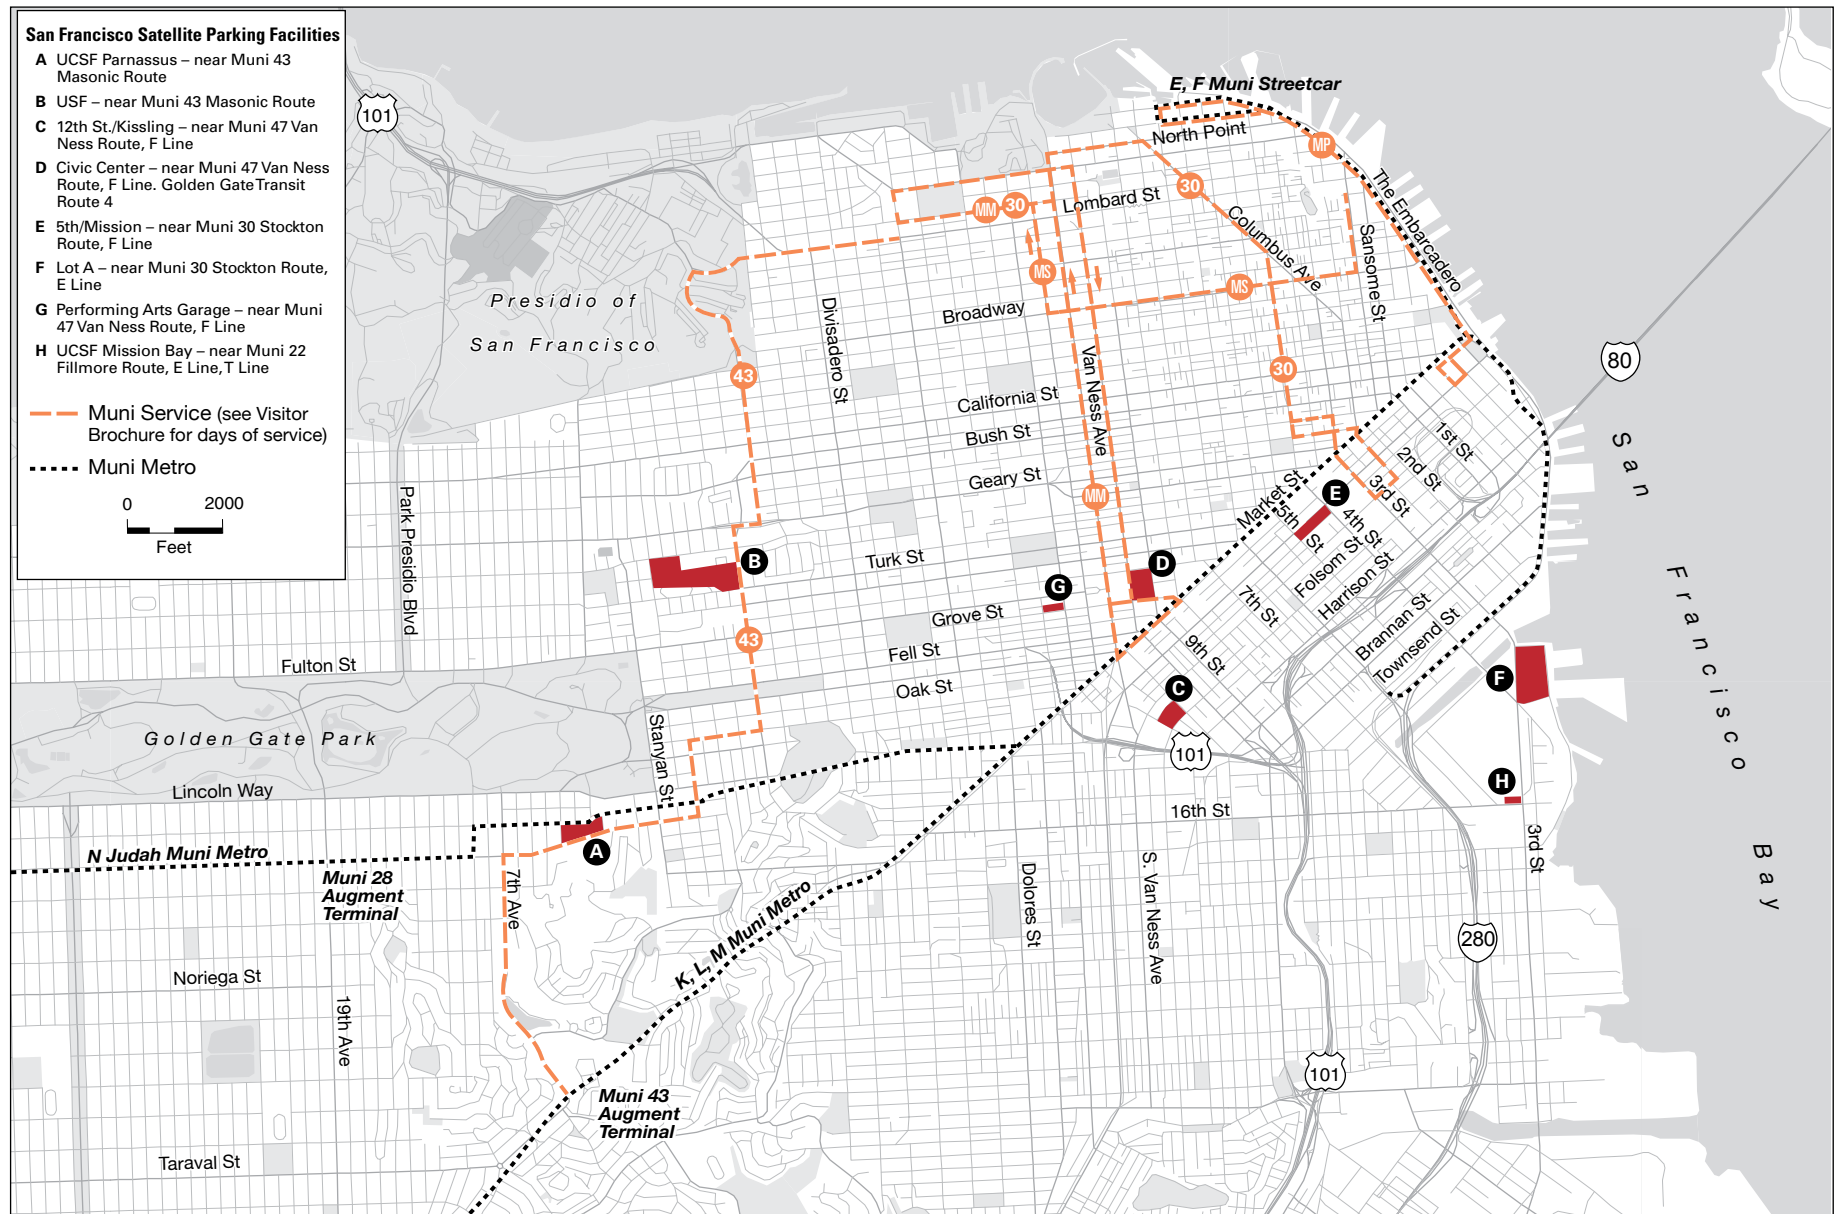 San Francisco Satellite Parking Facilities
A UCSF Parnassus – near Muni 43
Masonic Route
B USF – near Muni 43 Masonic Route
C 12th St./Kissling – near Muni 47 Van
Ness Route, F Line
D Civic Center – near Muni 47 Van Ness
Route, F Line. Golden Gate Transit
Route 4
E 5th/Mission – near Muni 30 Stockton
Route, F Line
F Lot A – near Muni 30 Stockton Route,
E Line
G Performing Arts Garage – near Muni
47 Van Ness Route, F Line
H UCSF Mission Bay – near Muni 22
Fillmore Route, E Line, T Line
Muni Service (see Visitor
Brochure for days of service)
Muni Metro
0 2000
Feet
101
E, F Muni Streetcar
North Point
MP
The Embarcadero
30
Lombard St
MM 30
Columbus Ave
Sansome St
MS
MS
Presidio of
San Francisco
Divisadero St
Broadway
Van Ness Ave
80
43
30
California St
Bush St
Geary St
1st St
2nd St
3rd St
Market St
E
4th St
5th St
Folsom St
Harrison St
MM
Park Presidio Blvd
B
Turk St
D
G
7th St
Grove St
Brannan St
Townsend St
43
Fulton St
Fell St
9th St
Oak St
C
F
San Francisco Bay
Golden Gate Park
Stanyan St
101
Lincoln Way
H
16th St
3rd St
A
N Judah Muni Metro
Muni 28
Augment
Terminal
7th Ave
K, L, M Muni Metro
Dolores St
S. Van Ness Ave
280
Noriega St
19th Ave
101
Muni 43
Augment
Terminal
Taraval St